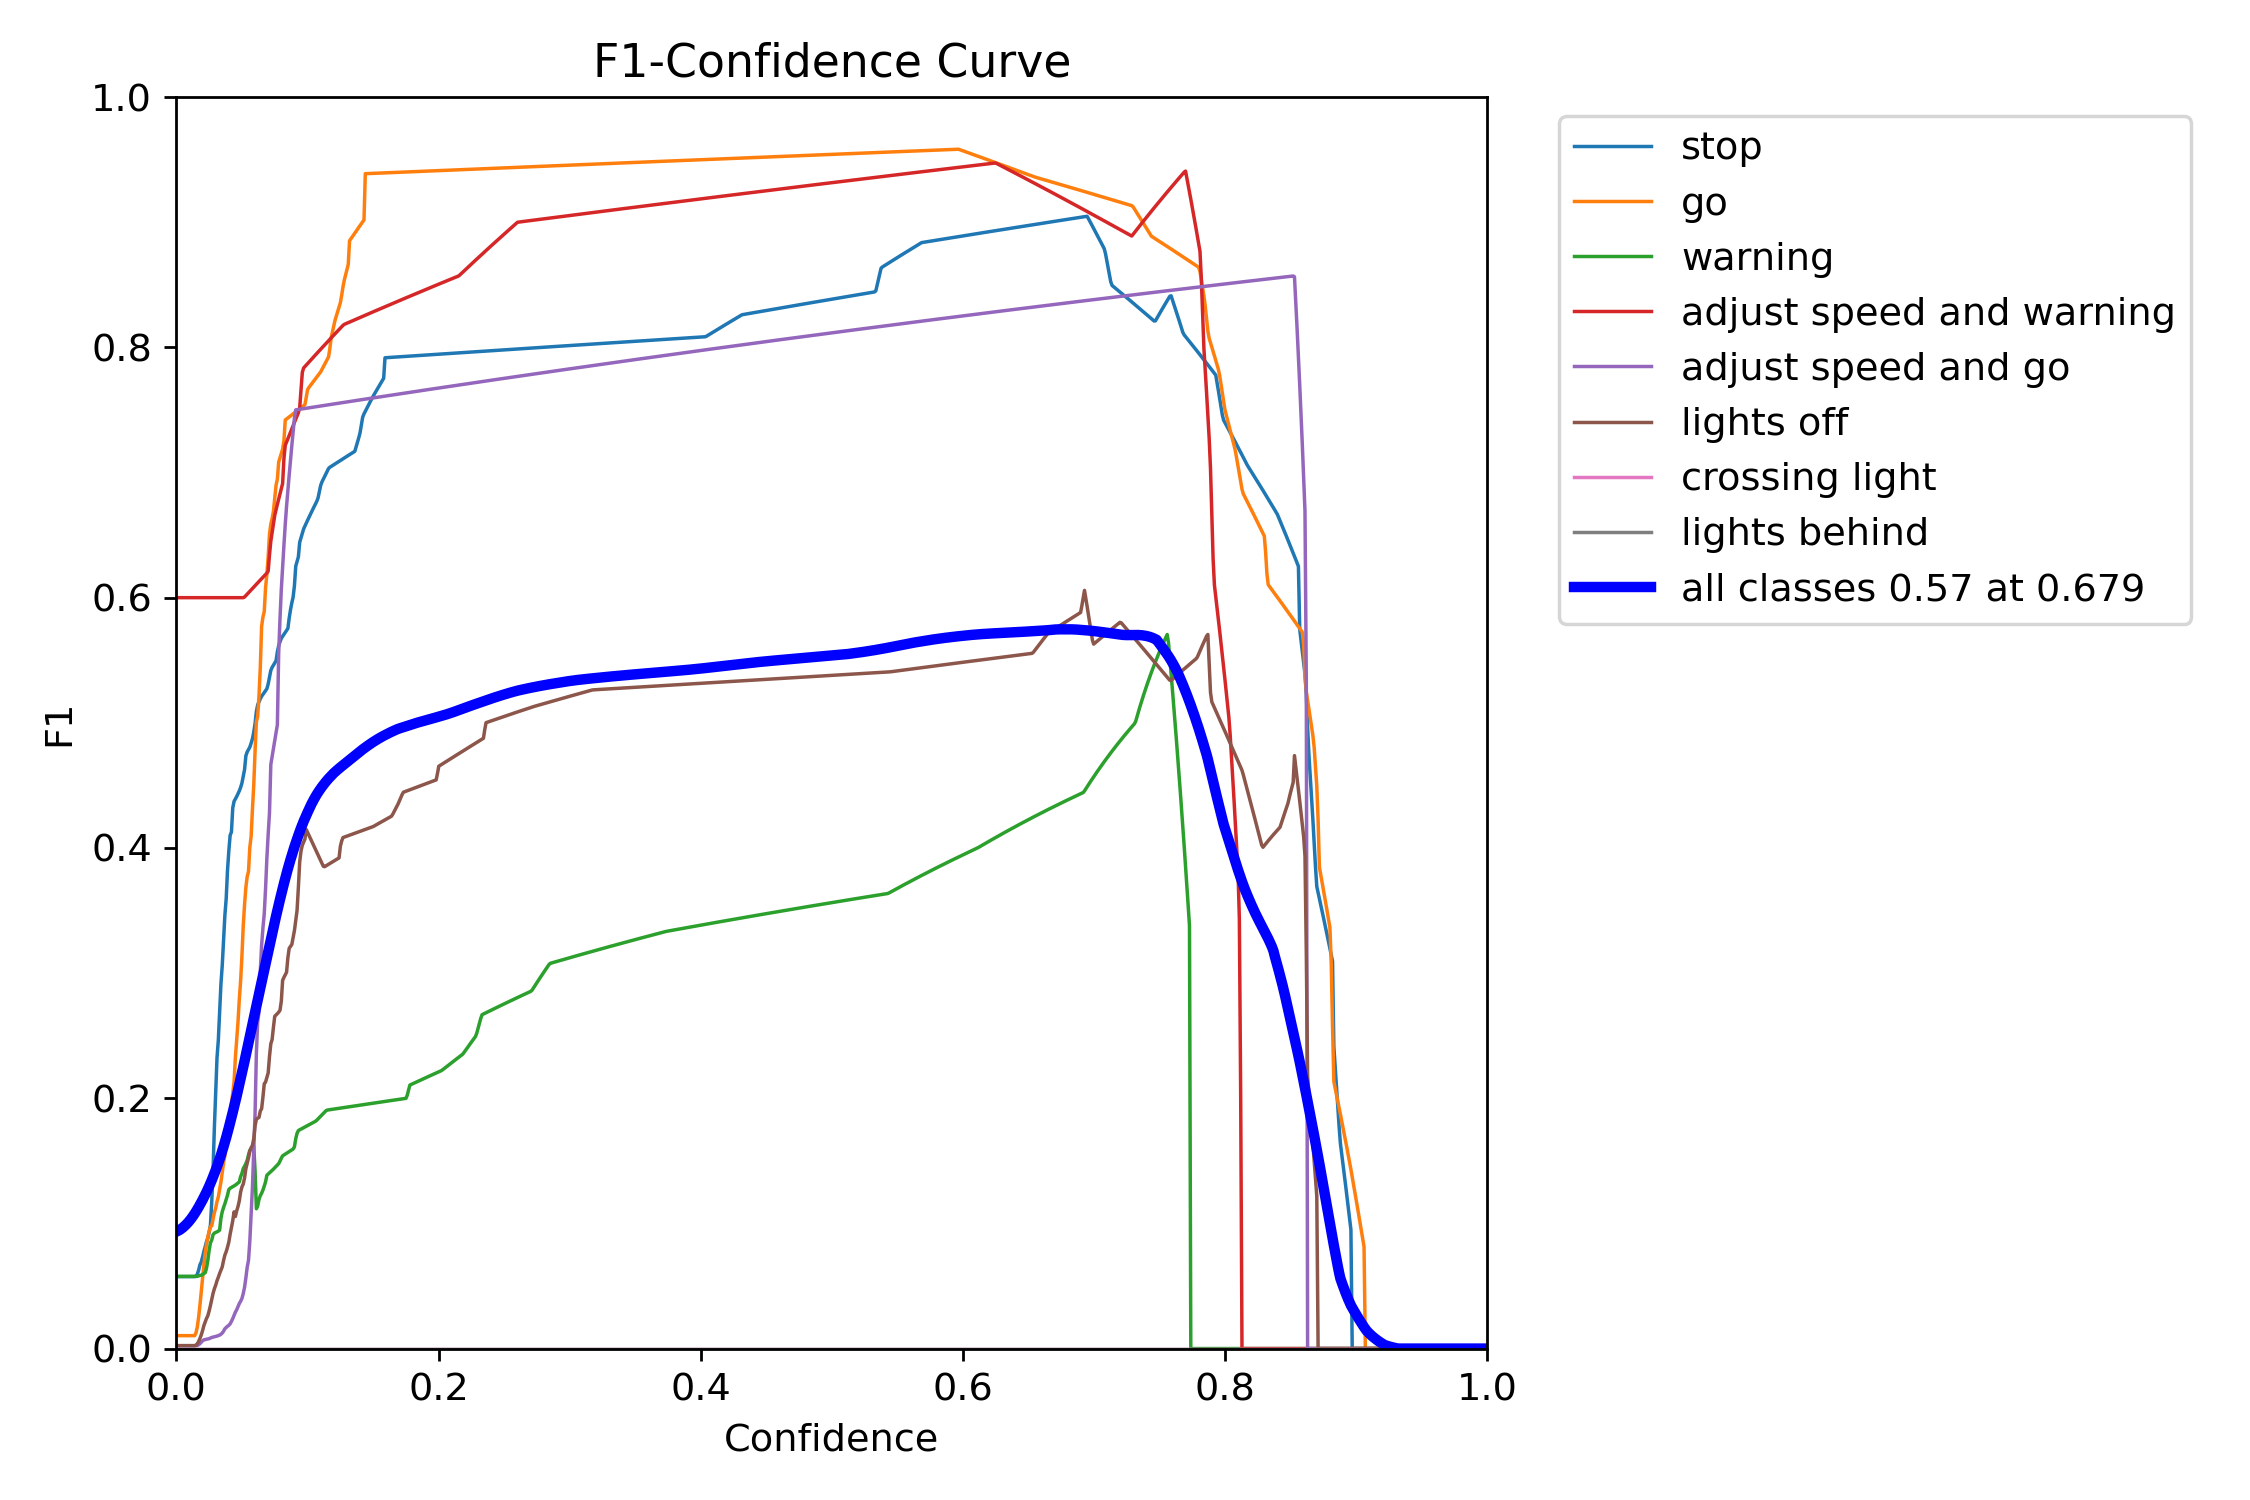 F1-Confidence Curve
1.0
0.8
0.6
0.4
0.2
0.0
F1
0.0 0.2 0.4 0.6 0.8 1.0
Confidence
stop
go
warning
adjust speed and warning
adjust speed and go
lights off
crossing light
lights behind
all classes 0.57 at 0.679